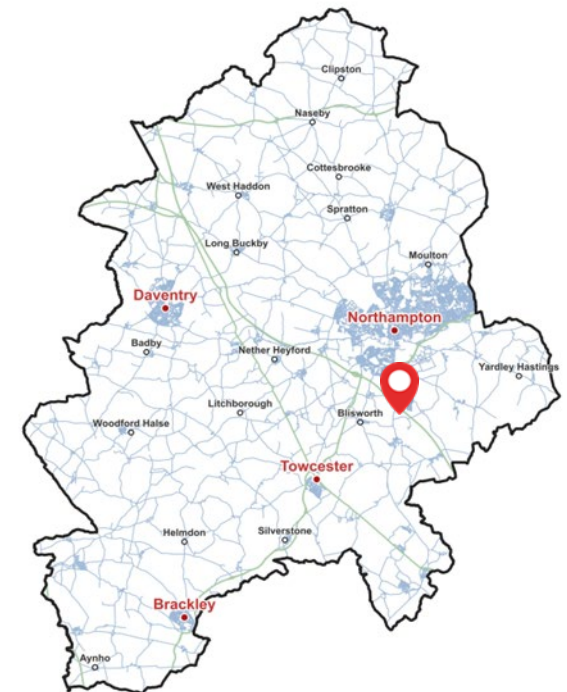 Clipston
Naseby
Cottesbrooke
West Haddon
Spratton
Long Buckby
Moulton
Daventry
Northampton
Badby
Nether Heyford
Yardley Hastings
Litchborough
Blisworth
Woodford Halse
Towcester
Helmdon
Silverstone
Brackley
Aynho